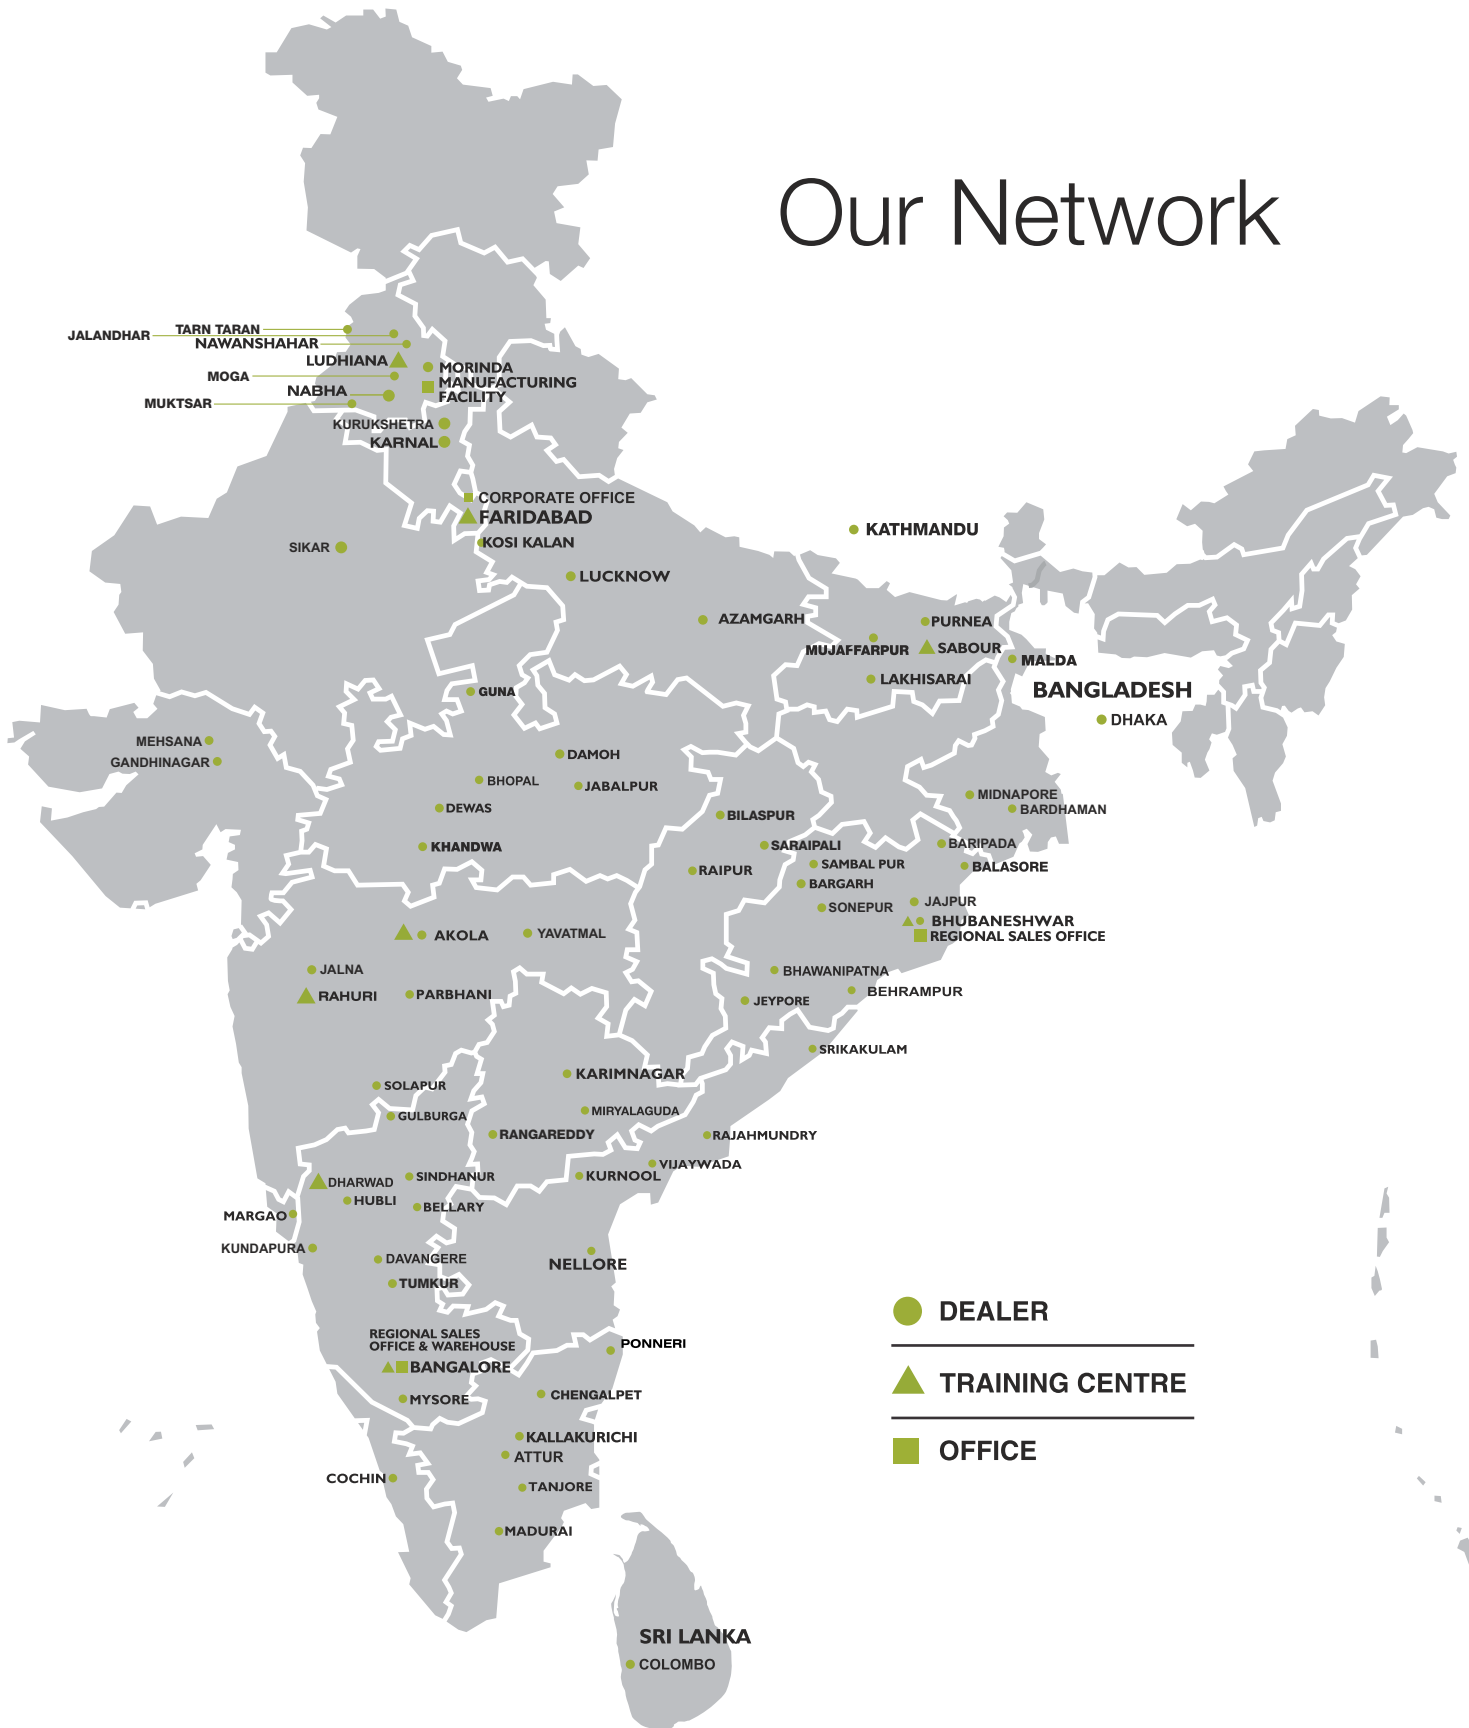 Our Network
TARN TARAN
JALANDHAR
NAWANSHAHAR
LUDHIANA
MORINDA
MOGA
MANUFACTURING
FACILITY
NABHA
MUKTSAR
KURUKSHETRA
KARNAL
CORPORATE OFFICE
FARIDABAD
KATHMANDU
KOSI KALAN
SIKAR
LUCKNOW
AZAMGARH
PURNEA
MUJAFFARPUR
SABOUR
MALDA
LAKHISARAI
BANGLADESH
GUNA
DHAKA
MEHSANA
GANDHINAGAR
DAMOH
BHOPAL
JABALPUR
MIDNAPORE
DEWAS
BARDHAMAN
BILASPUR
KHANDWA
SARAIPALI
BARIPADA
SAMBAL PUR
BALASORE
RAIPUR
BARGARH
SONEPUR
JAJPUR
BHUBANESHWAR
REGIONAL SALES OFFICE
AKOLA
YAVATMAL
JALNA
BHAWANIPATNA
RAHURI
PARBHANI
JEYPORE
BEHRAMPUR
SRIKAKULAM
KARIMNAGAR
SOLAPUR
MIRYALAGUDA
GULBURGA
RANGAREDDY
RAJAHMUNDRY
VIJAYWADA
SINDHANUR
KURNOOL
DHARWAD
HUBLI
BELLARY
MARGAO
KUNDAPURA
DAVANGERE
NELLORE
TUMKUR
DEALER
REGIONAL SALES
OFFICE & WAREHOUSE
PONNERI
BANGALORE
TRAINING CENTRE
MYSORE
CHENGALPET
KALLAKURICHI
OFFICE
ATTUR
COCHIN
TANJORE
MADURAI
SRI LANKA
COLOMBO